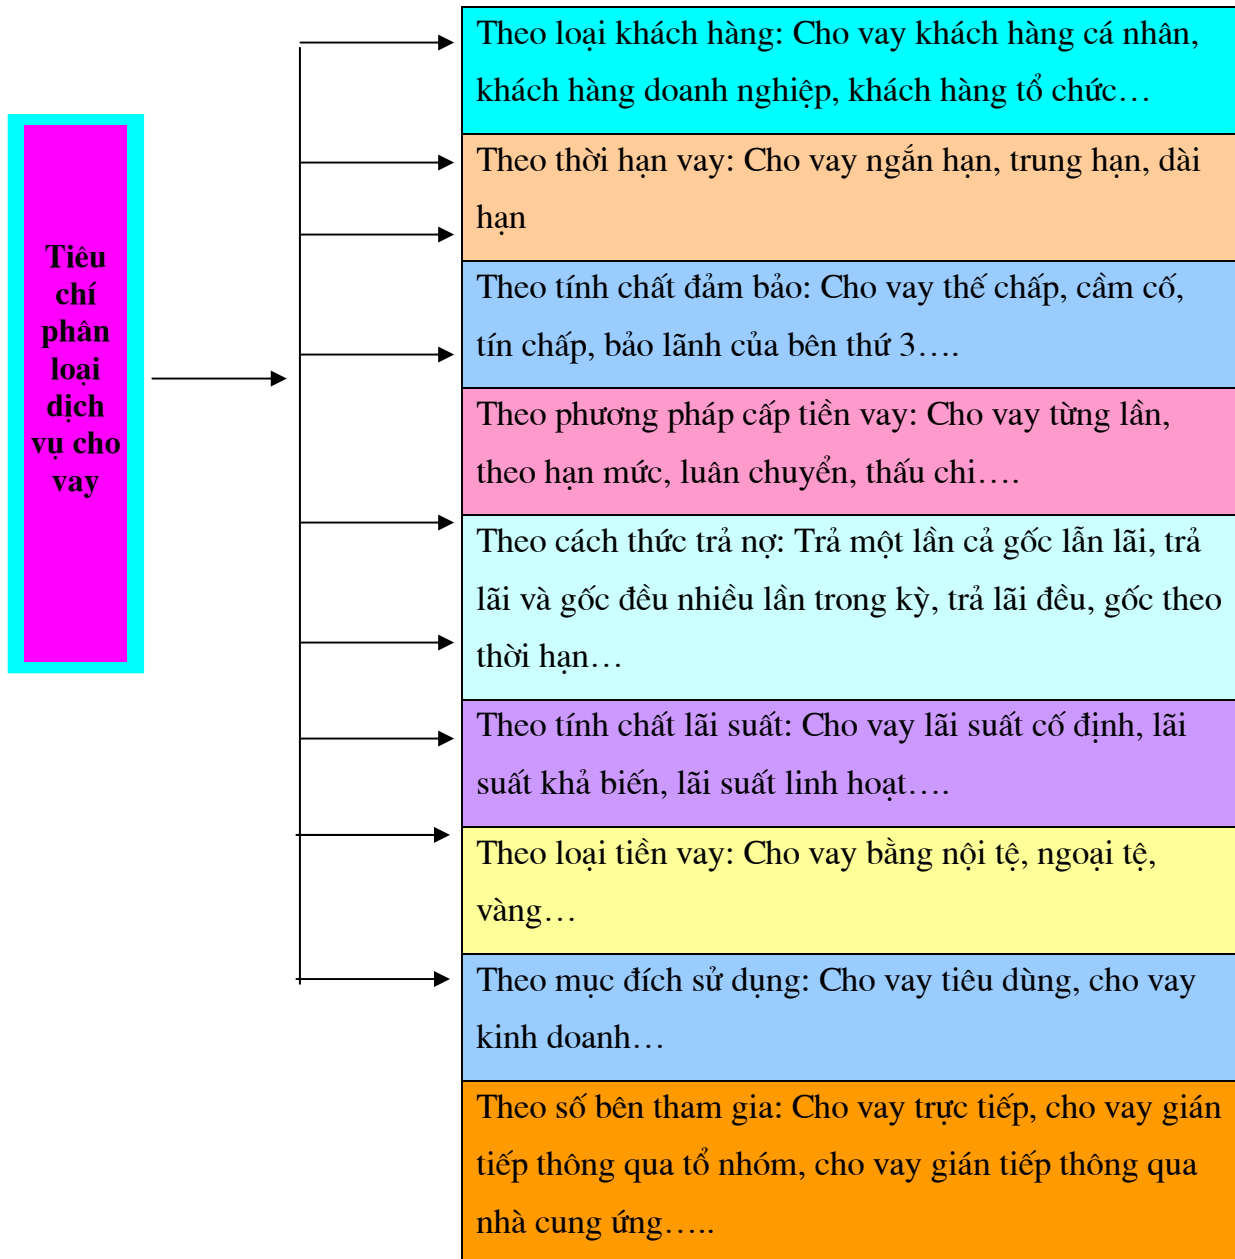 Tiêu
chí
phân
loại
dịch
vụ cho
vay
Theo loại khách hàng: Cho vay khách hàng cá nhân,
khách hàng doanh nghiệp, khách hàng tổ chức…
Theo thời hạn vay: Cho vay ngắn hạn, trung hạn, dài
hạn
Theo tính chất đảm bảo: Cho vay thế chấp, cầm cố,
tín chấp, bảo lãnh của bên thứ 3….
Theo phương pháp cấp tiền vay: Cho vay từng lần,
theo hạn mức, luân chuyển, thấu chi….
Theo cách thức trả nợ: Trả một lần cả gốc lẫn lãi, trả
lãi và gốc đều nhiều lần trong kỳ, trả lãi đều, gốc theo
thời hạn…
Theo tính chất lãi suất: Cho vay lãi suất cố định, lãi
suất khả biến, lãi suất linh hoạt….
Theo loại tiền vay: Cho vay bằng nội tệ, ngoại tệ,
vàng…
Theo mục đích sử dụng: Cho vay tiêu dùng, cho vay
kinh doanh…
Theo số bên tham gia: Cho vay trực tiếp, cho vay gián
tiếp thông qua tổ nhóm, cho vay gián tiếp thông qua
nhà cung ứng…..